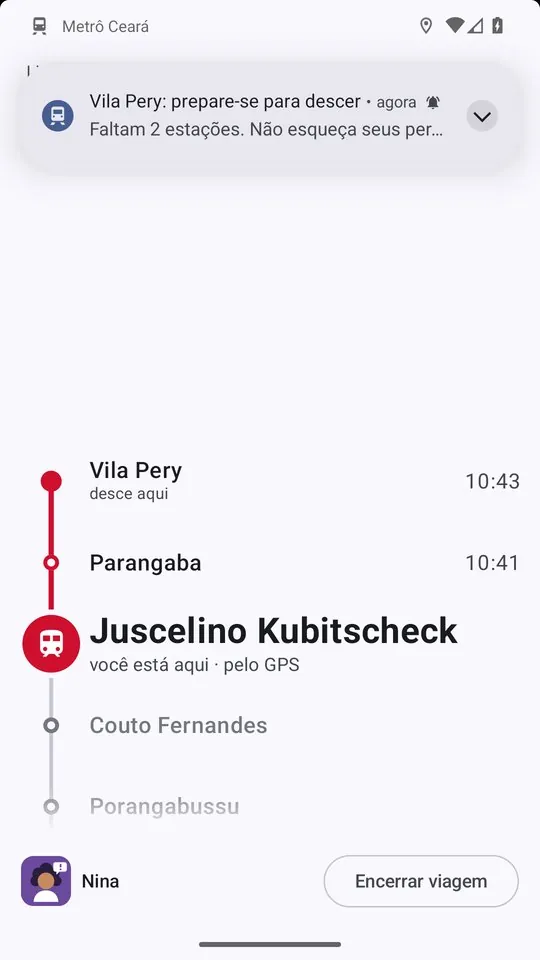 Metrô Ceará
Vila Pery: prepare-se para descer • agora
Faltam 2 estações. Não esqueça seus per...
Vila Pery
desce aqui
10:43
Parangaba
10:41
Juscelino Kubitscheck
você está aqui · pelo GPS
Couto Fernandes
Porangabussu
Nina
Encerrar viagem